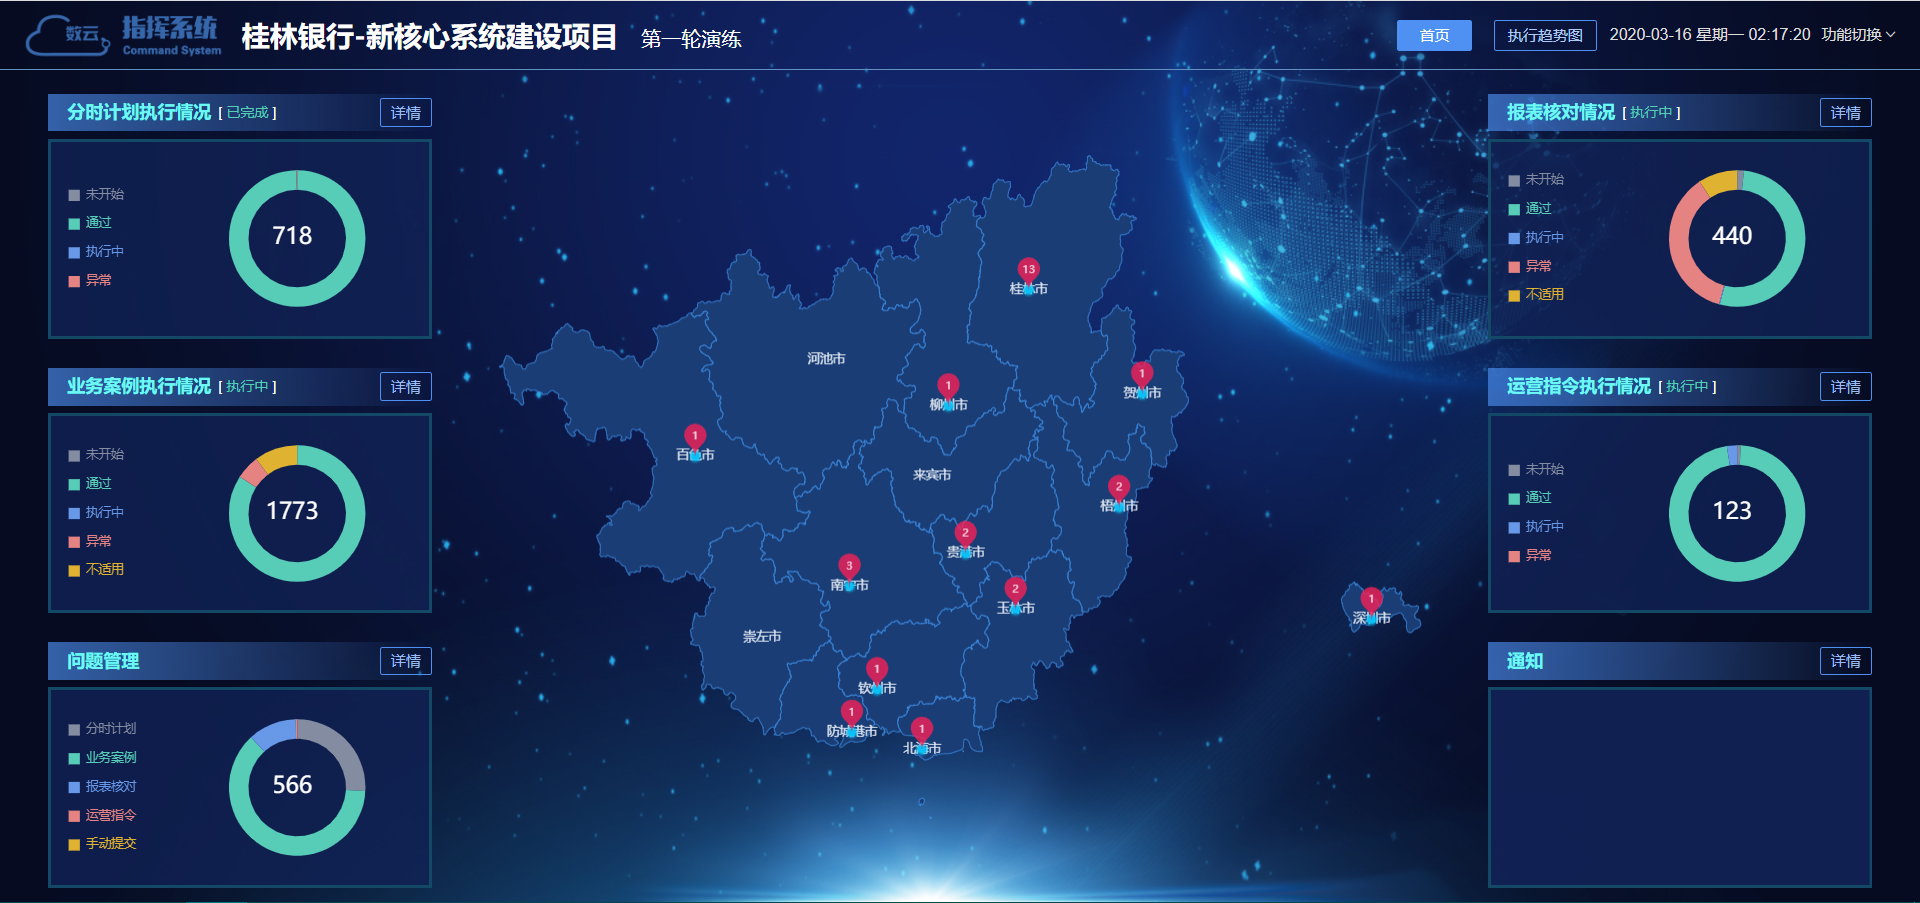 数云 指挥系统
Command System
桂林银行-新核心系统建设项目 第一轮演练
首页 执行趋势图 2020-03-16 星期一 02:17:20 功能切换
分时计划执行情况 [ 已完成 ] 详情
未开始
通过
执行中
异常
718
业务案例执行情况 [ 执行中 ] 详情
未开始
通过
执行中
异常
不适用
1773
问题管理 详情
分时计划
业务案例
报表核对
运营指令
手动提交
566
13
桂林市
河池市
1
柳州市
1
贺州市
1
百色市
来宾市
2
梧州市
2
贵港市
3
南宁市
2
玉林市
1
深圳市
崇左市
1
钦州市
1
防城港市
1
北海市
报表核对情况 [ 执行中 ] 详情
未开始
通过
执行中
异常
不适用
440
运营指令执行情况 [ 执行中 ] 详情
未开始
通过
执行中
异常
123
通知 详情